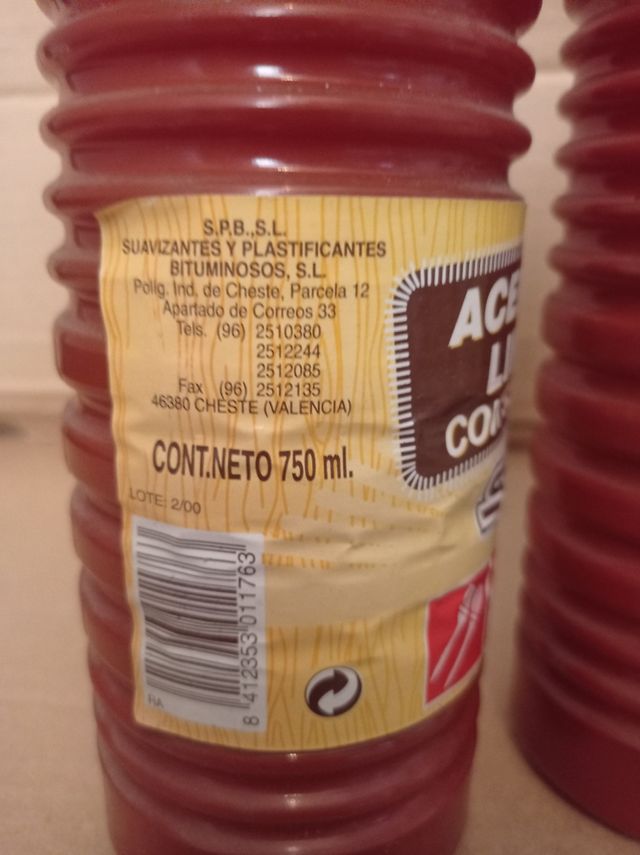 S.P.B.,S.L.
SUAVIZANTES Y PLASTIFICANTES
BITUMINOSOS, S.L.
Polig. Ind. de Cheste, Parcela 12
Apartado de Correos 33
Tels. (96) 2510380
2512244
2512085
Fax (96) 2512135
46380 CHESTE (VALENCIA)
CONT.NETO 750 ml.
LOTE: 2/00
HA
8 412353 011763
ACE
LI